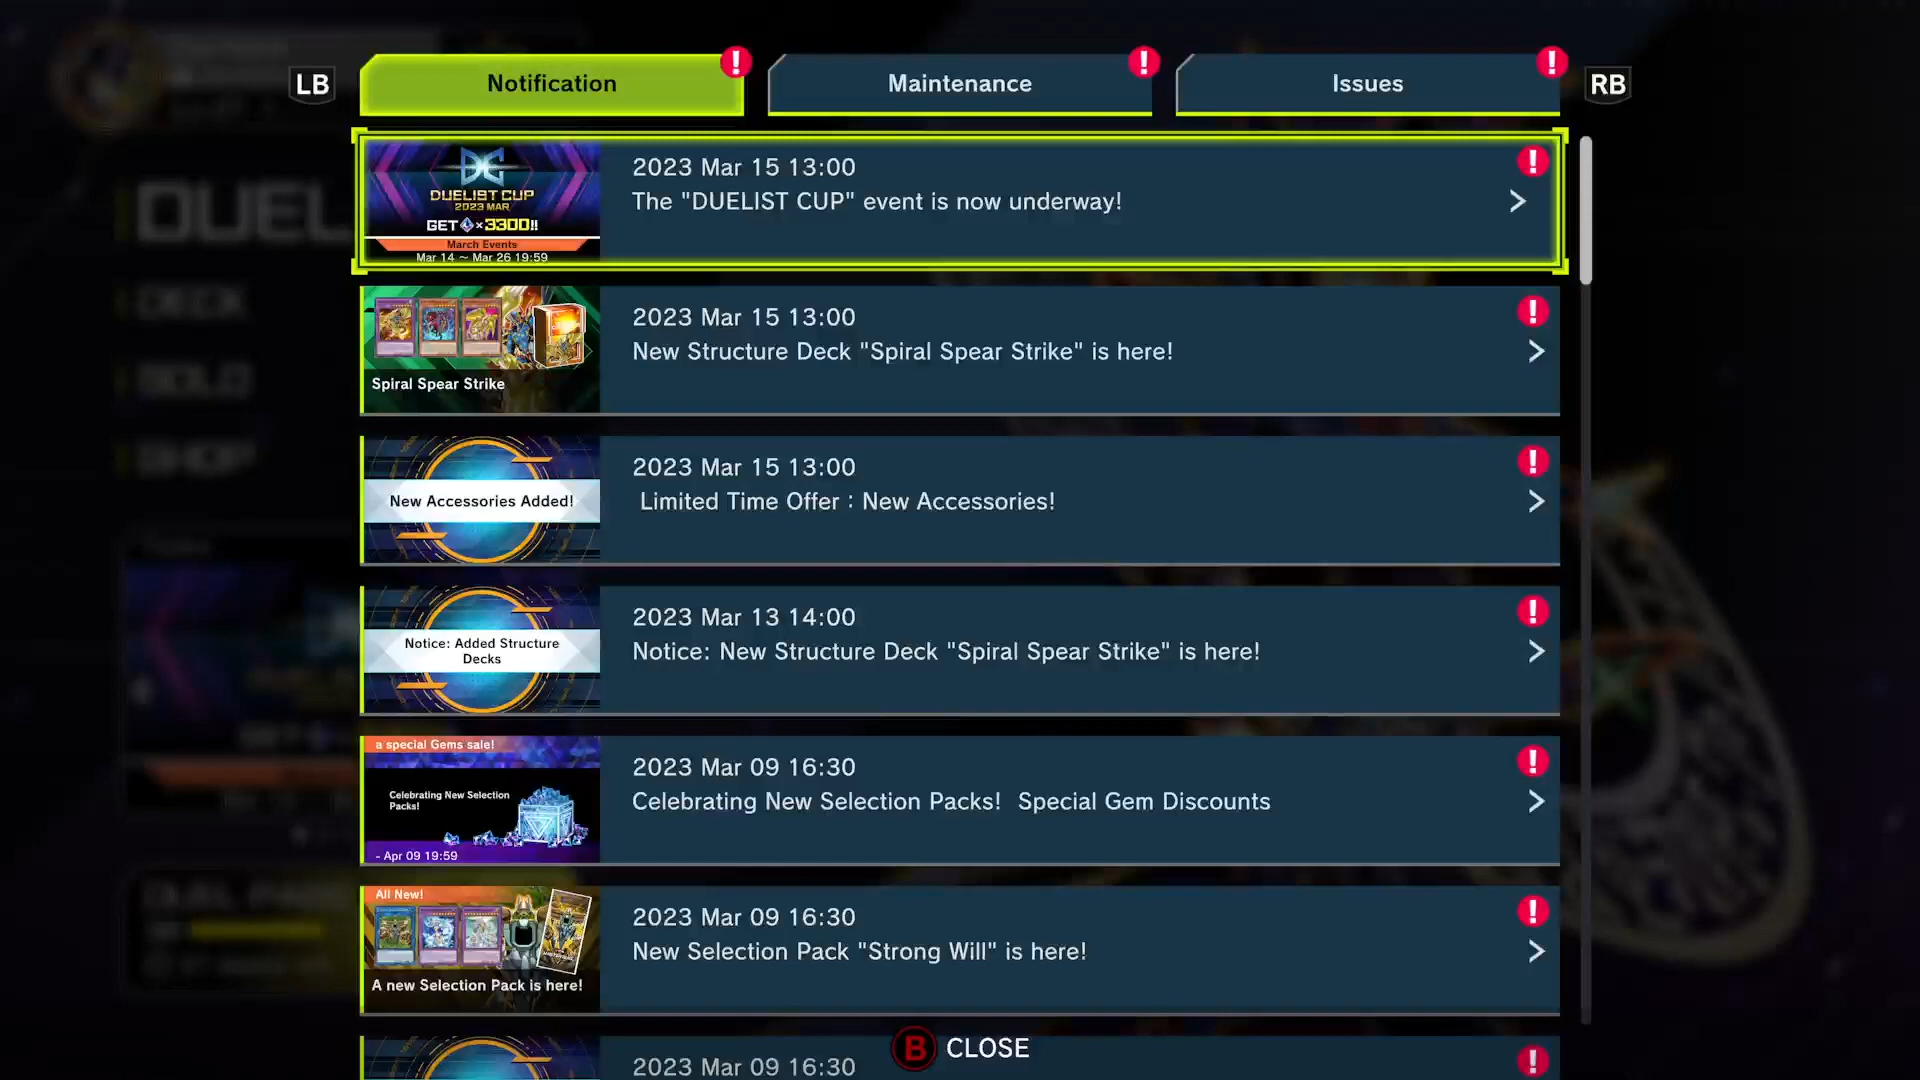 LB
Notification
Maintenance
Issues
RB
DUELIST CUP
2023 MAR
GET ×3300!!
March Events
Mar 14 ~ Mar 26 19:59
2023 Mar 15 13:00
The "DUELIST CUP" event is now underway!
Spiral Spear Strike
2023 Mar 15 13:00
New Structure Deck "Spiral Spear Strike" is here!
New Accessories Added!
2023 Mar 15 13:00
Limited Time Offer : New Accessories!
Notice: Added Structure
Decks
2023 Mar 13 14:00
Notice: New Structure Deck "Spiral Spear Strike" is here!
a special Gems sale!
Celebrating New Selection
Packs!
- Apr 09 19:59
2023 Mar 09 16:30
Celebrating New Selection Packs! Special Gem Discounts
All New!
A new Selection Pack is here!
2023 Mar 09 16:30
New Selection Pack "Strong Will" is here!
2023 Mar 09 16:30
B CLOSE
DUEL
DECK
SOLO
SHOP